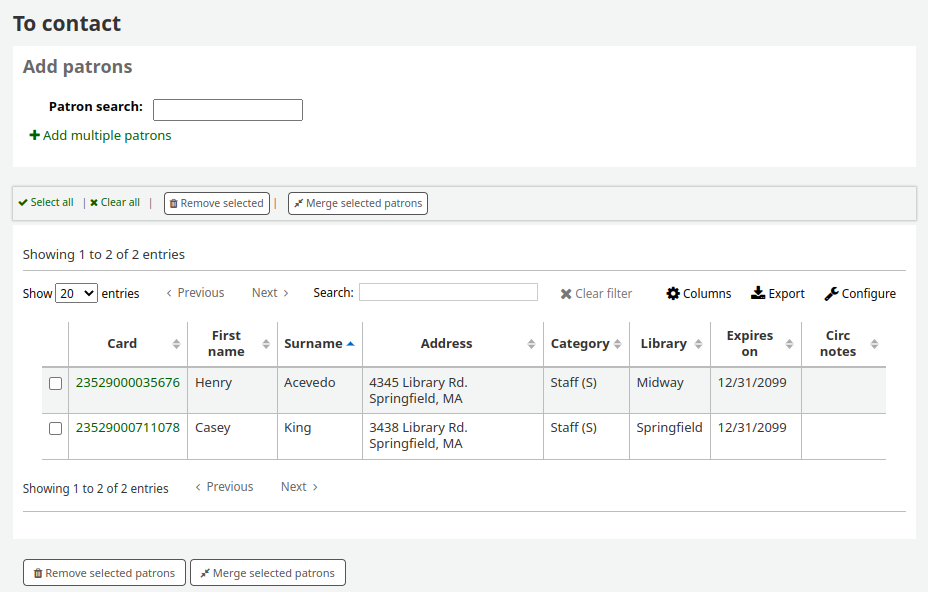 To contact
Add patrons
Patron search:
Add multiple patrons
Select all | Clear all | Remove selected | Merge selected patrons
Showing 1 to 2 of 2 entries
Show 20 entries Previous Next Search: Clear filter Columns Export Configure
Card First name Surname Address Category Library Expires on Circ notes
23529000035676 Henry Acevedo 4345 Library Rd. Staff (S) Midway 12/31/2099
Springfield, MA
23529000711078 Casey King 3438 Library Rd. Staff (S) Springfield 12/31/2099
Springfield, MA
Showing 1 to 2 of 2 entries Previous Next
Remove selected patrons Merge selected patrons